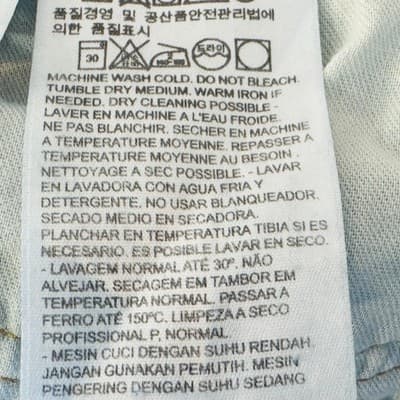 품질경영 및 공산품안전관리법에
의한 품질표시
30 드라이
MACHINE WASH COLD. DO NOT BLEACH.
TUMBLE DRY MEDIUM. WARM IRON IF
NEEDED. DRY CLEANING POSSIBLE -
LAVER EN MACHINE A L'EAU FROIDE.
NE PAS BLANCHIR. SECHER EN MACHINE
A TEMPERATURE MOYENNE. REPASSER A
TEMPERATURE MOYENNE AU BESOIN .
NETTOYAGE A SEC POSSIBLE. - LAVAR
EN LAVADORA CON AGUA FRIA Y
DETERGENTE, NO USAR BLANQUEADOR.
SECADO MEDIO EN SECADORA.
PLANCHAR EN TEMPERATURA TIBIA SI ES
NECESARIO. ES POSIBLE LAVAR EN SECO.
- LAVAGEM NORMAL ATÉ 30º. NÃO
ALVEJAR. SECAGEM EM TAMBOR EM
TEMPERATURA NORMAL. PASSAR A
FERRO ATÉ 150ºC. LIMPEZA A SECO
PROFISSIONAL P, NORMAL
- MESIN CUCI DENGAN SUHU RENDAH.
JANGAN GUNAKAN PEMUTIH. MESIN
PENGERING DENGAN SUHU SEDANG